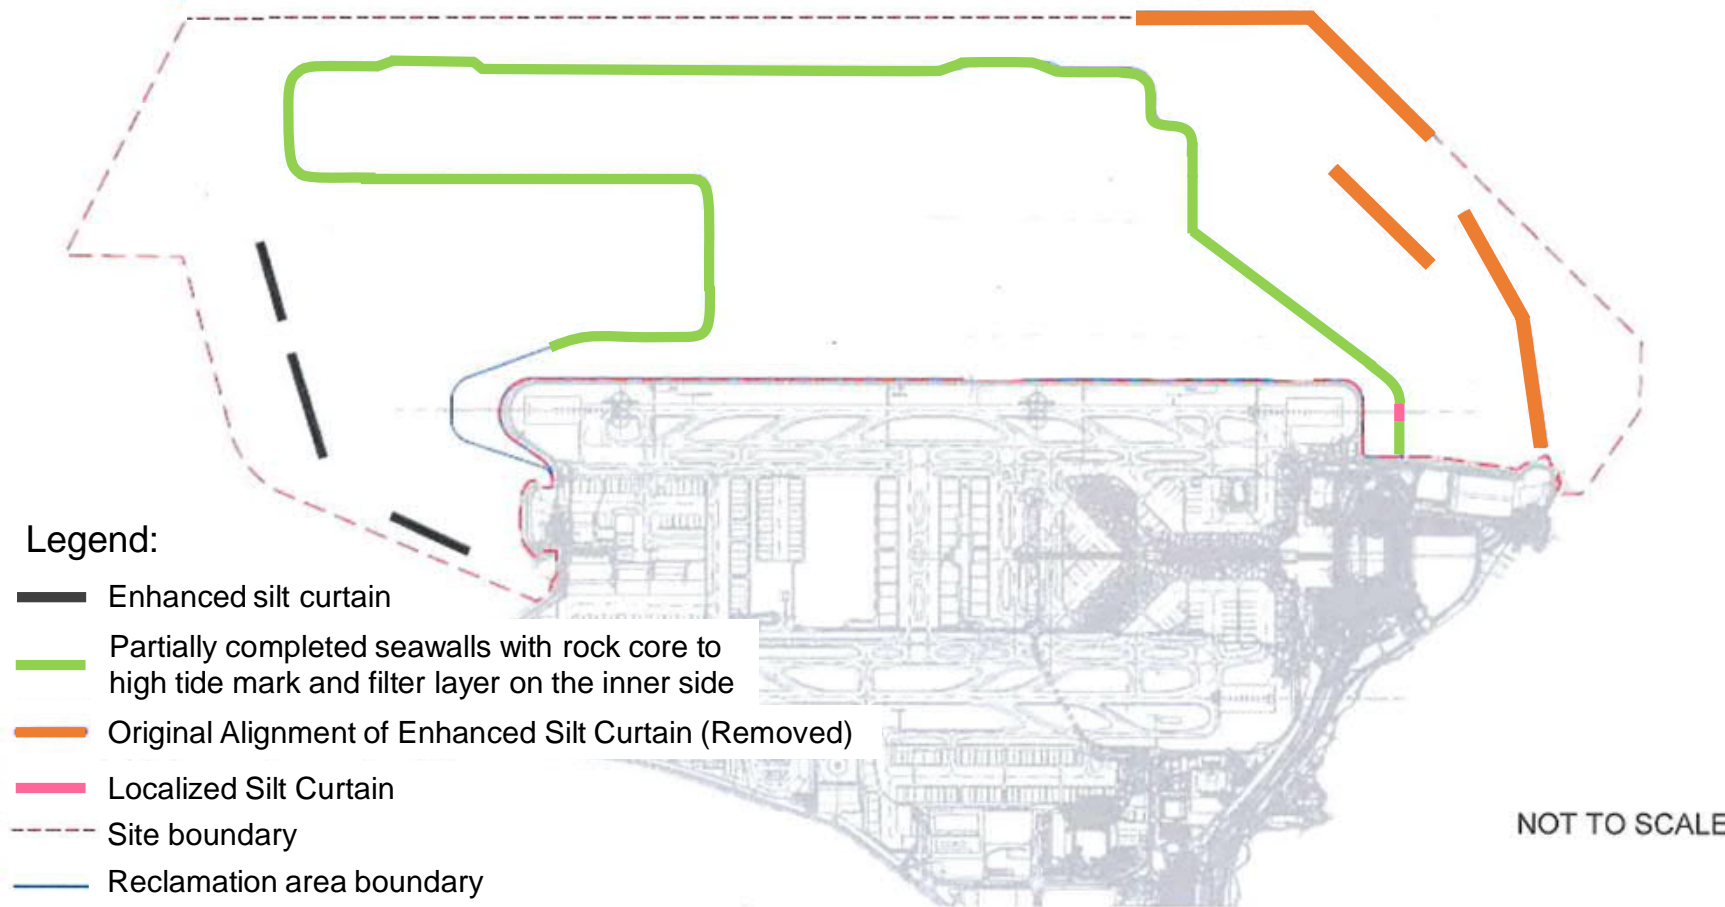 Legend:
Enhanced silt curtain
Partially completed seawalls with rock core to
high tide mark and filter layer on the inner side
Original Alignment of Enhanced Silt Curtain (Removed)
Localized Silt Curtain
Site boundary
Reclamation area boundary
NOT TO SCALE